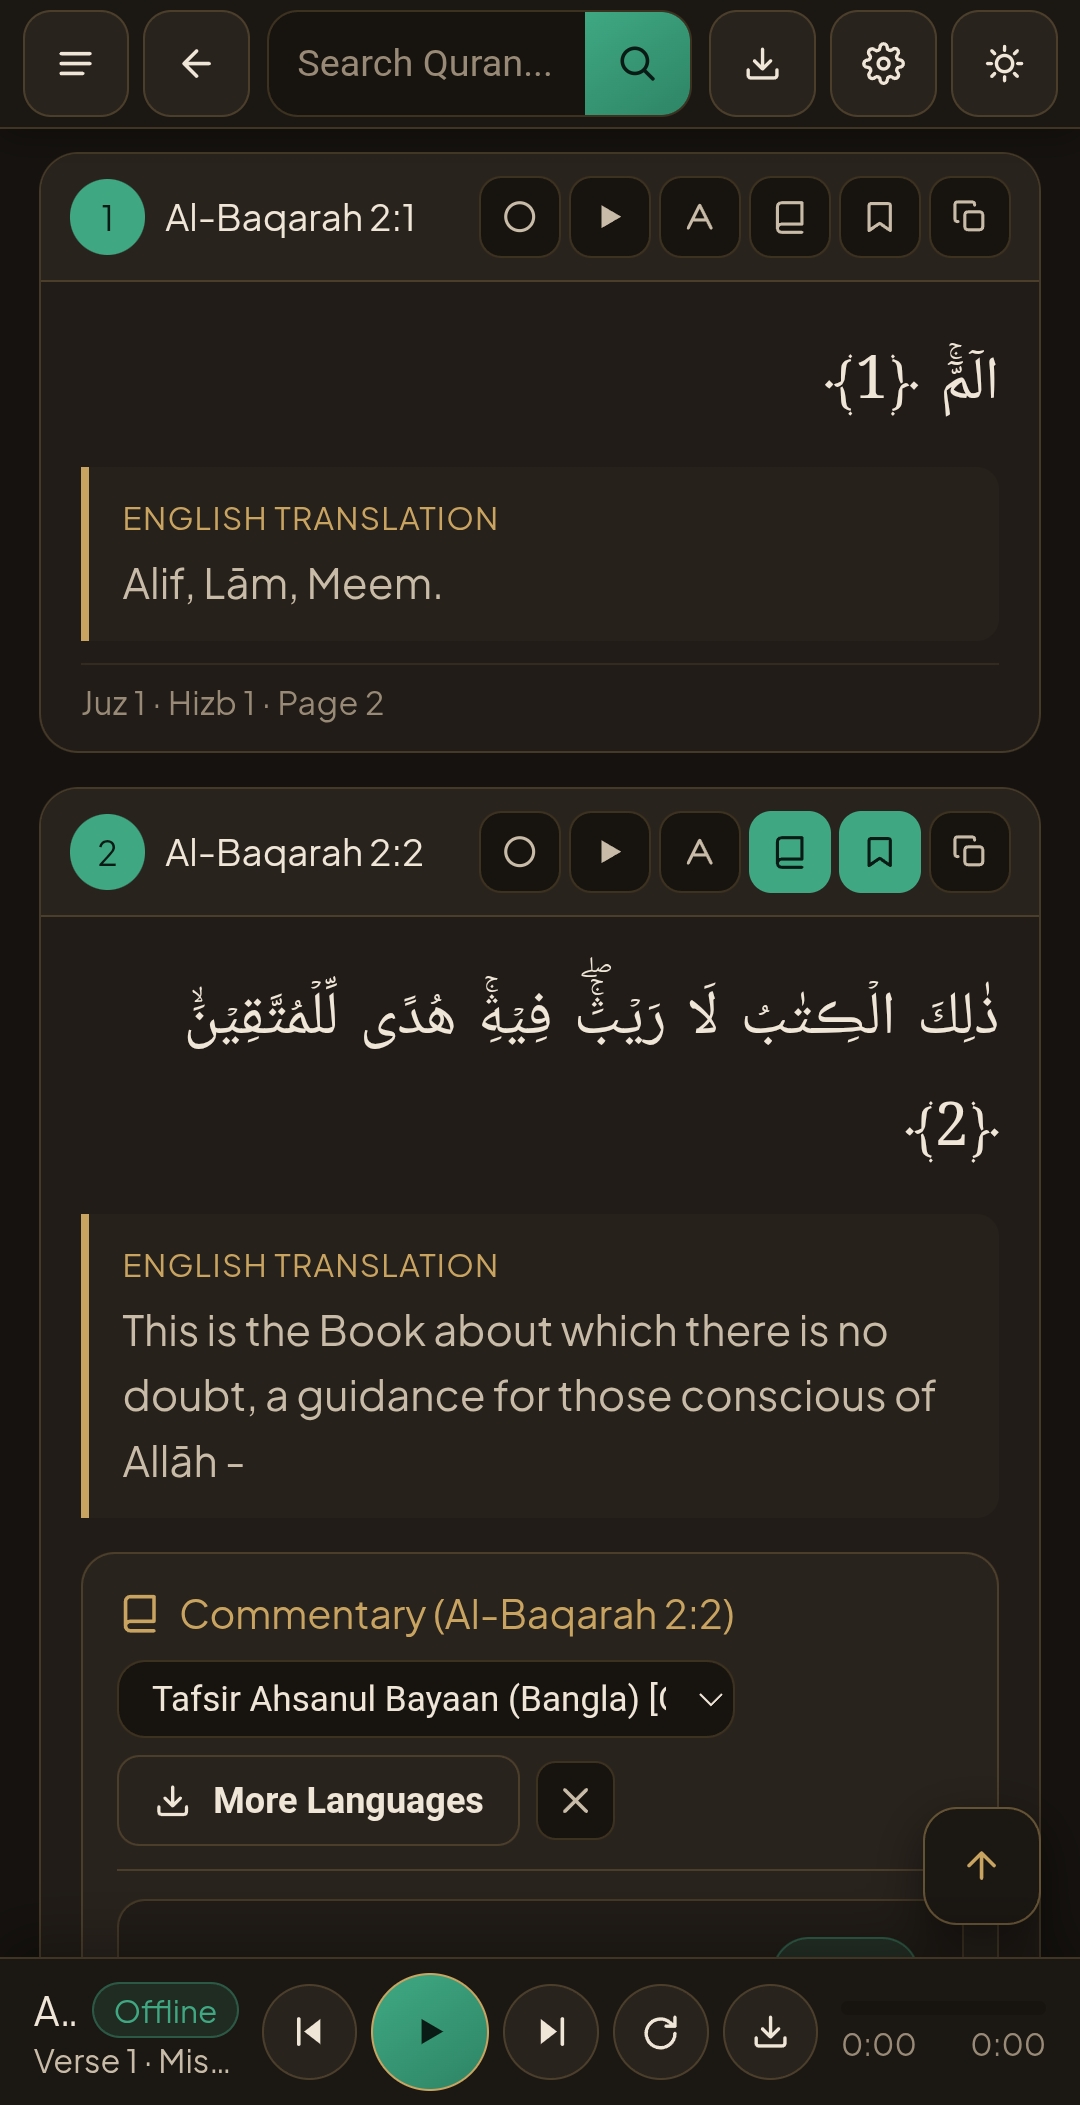 Search Quran...
1 Al-Baqarah 2:1
الٓمّٓۚ ﴿1﴾
ENGLISH TRANSLATION
Alif, Lām, Meem.
Juz 1 · Hizb 1 · Page 2
2 Al-Baqarah 2:2
ذٰلِكَ الۡڪِتٰبُ لَا رَيۡبَۛۚۖ فِيۡهِۛۚ هُدًى لِّلۡمُتَّقِيۡنَۙ
﴿2﴾
ENGLISH TRANSLATION
This is the Book about which there is no
doubt, a guidance for those conscious of
Allāh –
Commentary (Al-Baqarah 2:2)
Tafsir Ahsanul Bayaan (Bangla) [
More Languages
A... Offline
Verse 1 · Mis...
0:00 0:00